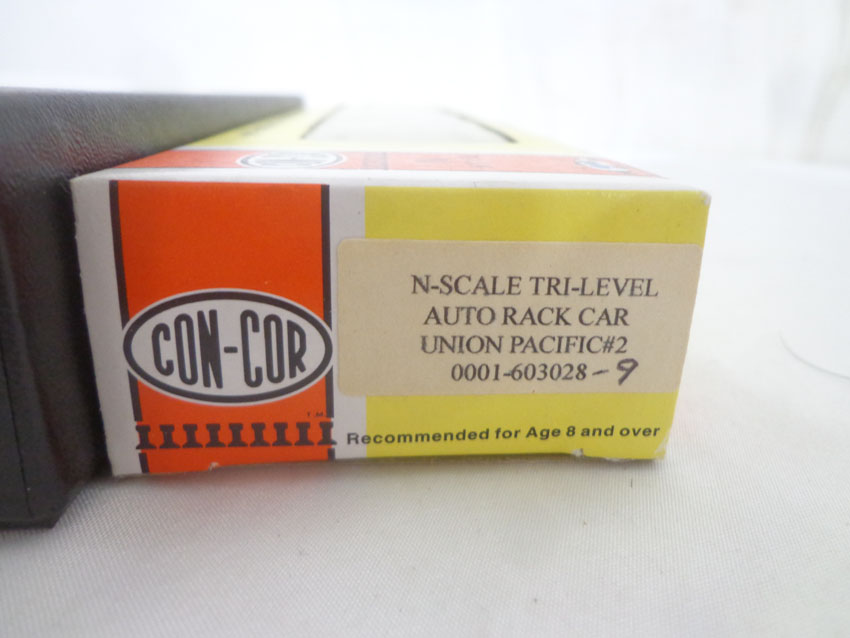 CON-COR
T.M.
N-SCALE TRI-LEVEL
AUTO RACK CAR
UNION PACIFIC#2
0001-603028-9
Recommended for Age 8 and over